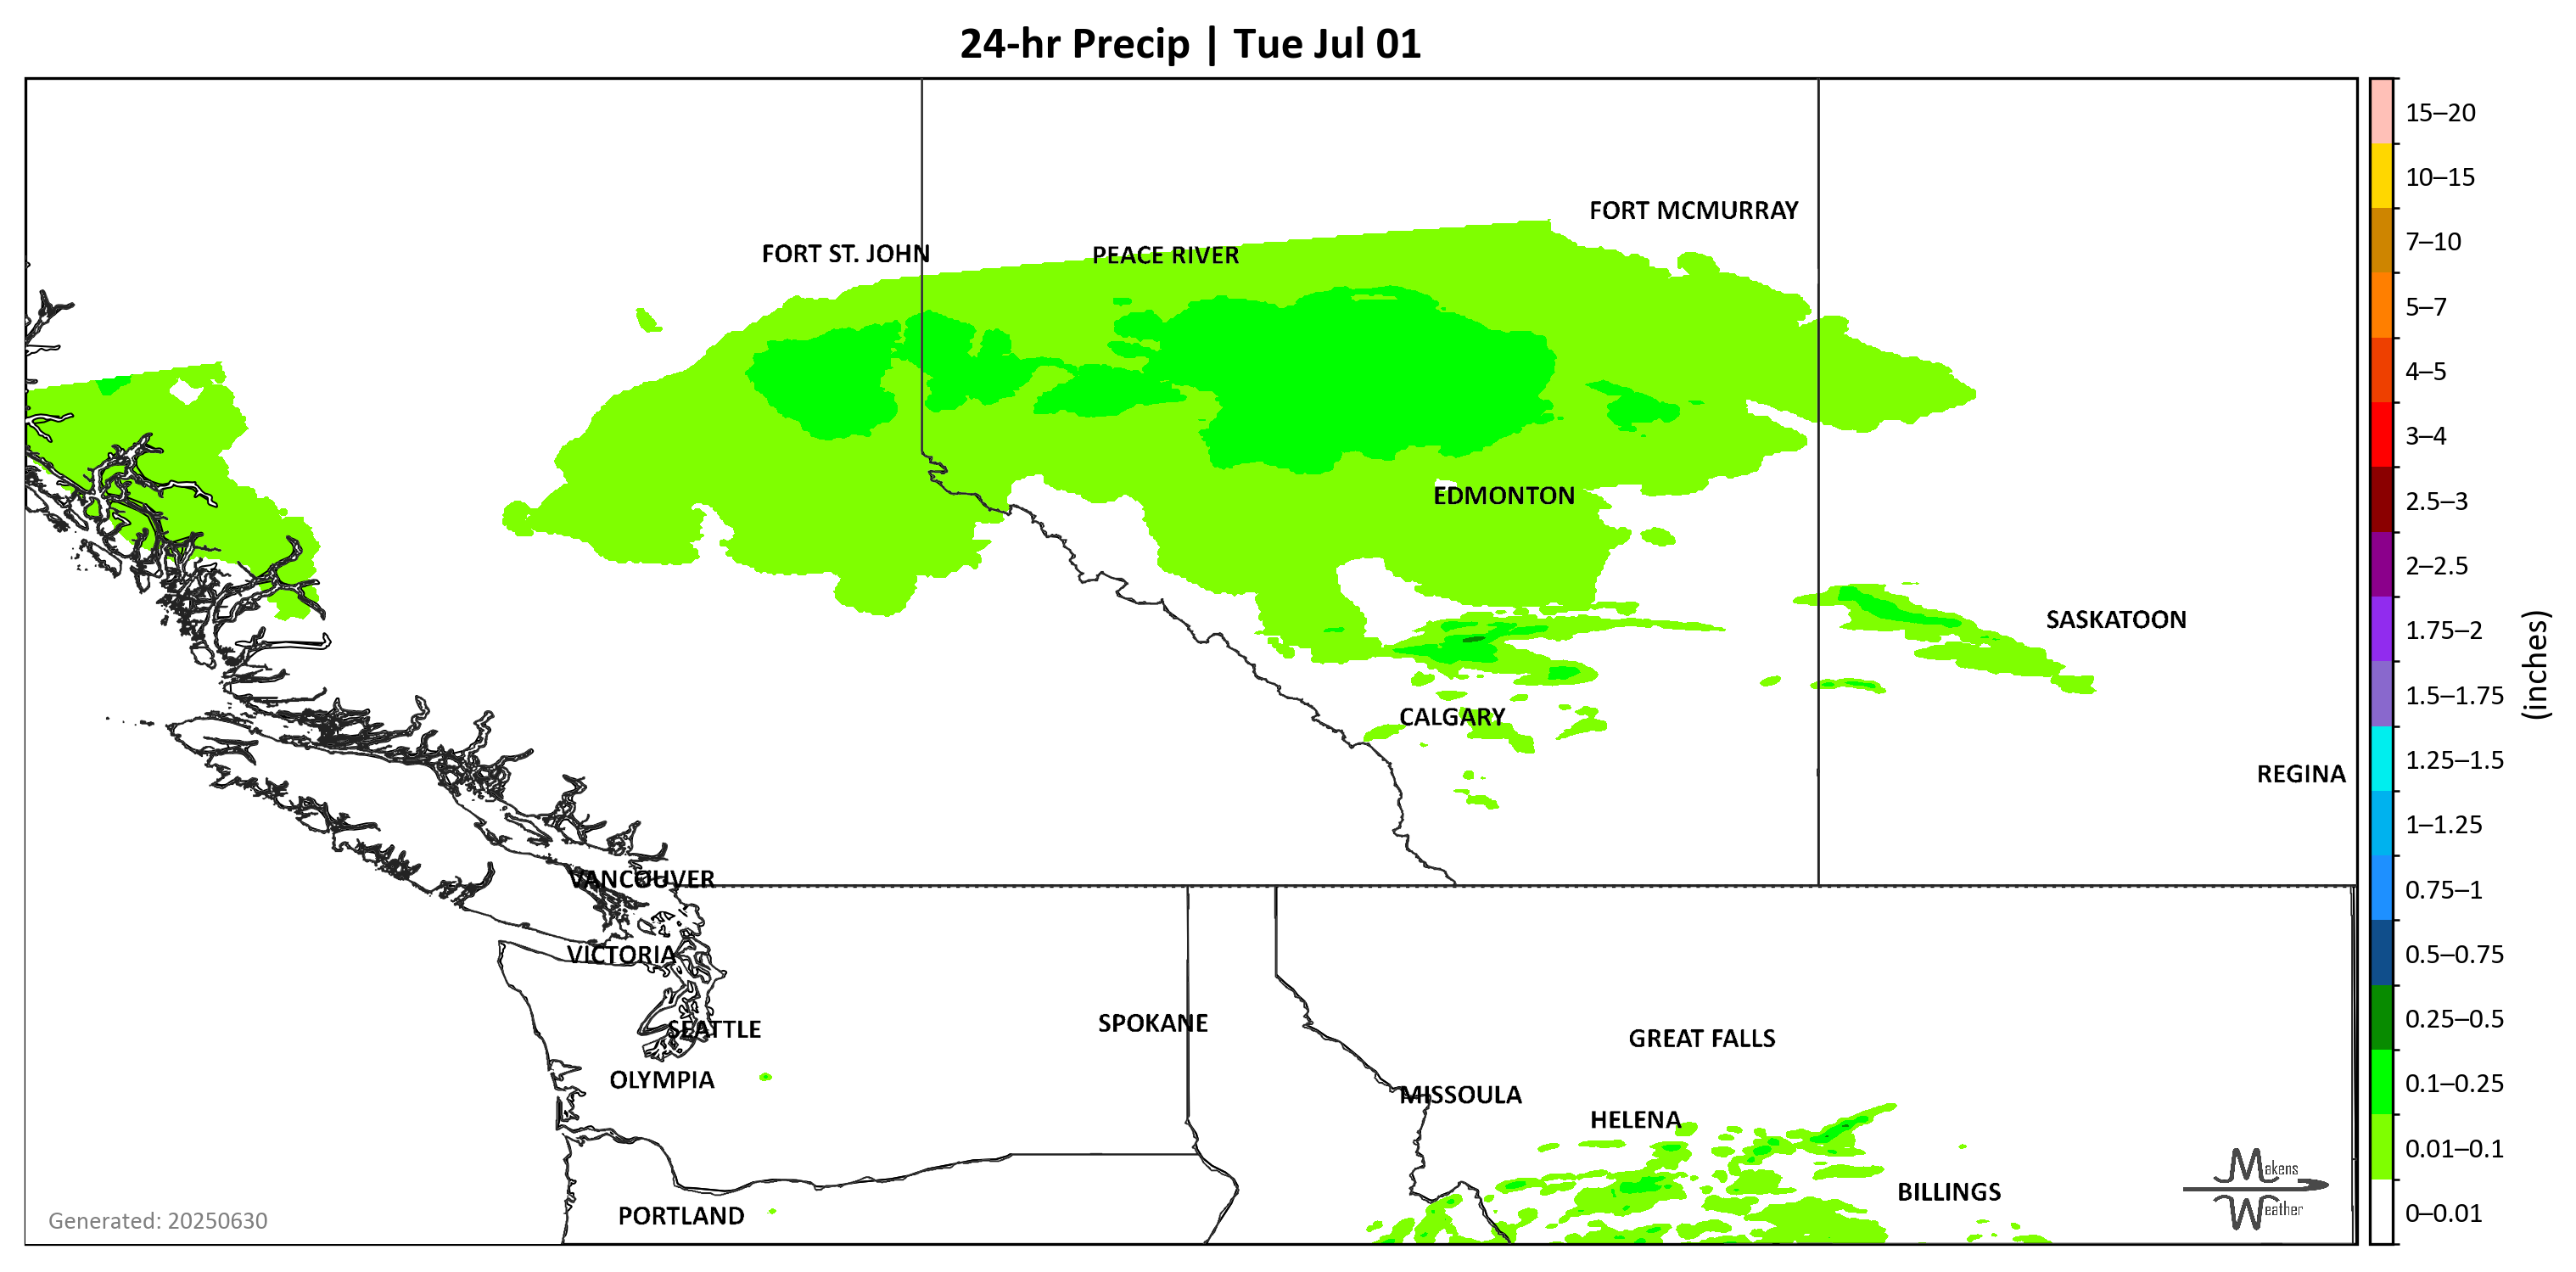 24-hr Precip | Tue Jul 01
FORT MCMURRAY
FORT ST. JOHN
PEACE RIVER
EDMONTON
SASKATOON
CALGARY
REGINA
VANCOUVER
VICTORIA
SEATTLE
SPOKANE
GREAT FALLS
OLYMPIA
MISSOULA
HELENA
BILLINGS
PORTLAND
Generated: 20250630
Makens
Weather
15–20
10–15
7–10
5–7
4–5
3–4
2.5–3
2–2.5
1.75–2
1.5–1.75
1.25–1.5
1–1.25
0.75–1
0.5–0.75
0.25–0.5
0.1–0.25
0.01–0.1
0–0.01
(inches)